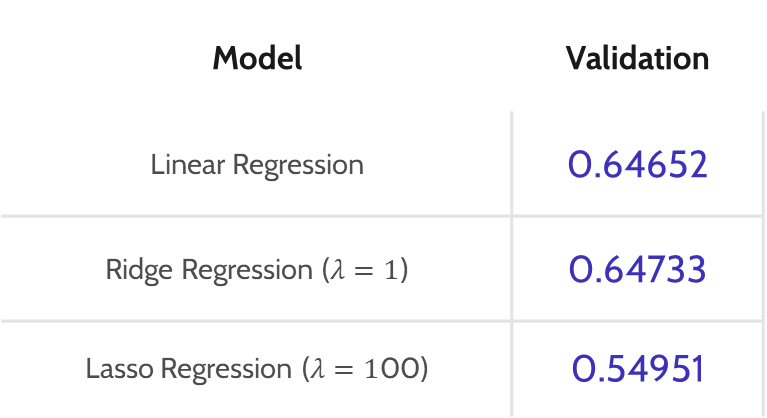 Model Validation
Linear Regression 0.64652
Ridge Regression (λ = 1) 0.64733
Lasso Regression (λ = 100) 0.54951